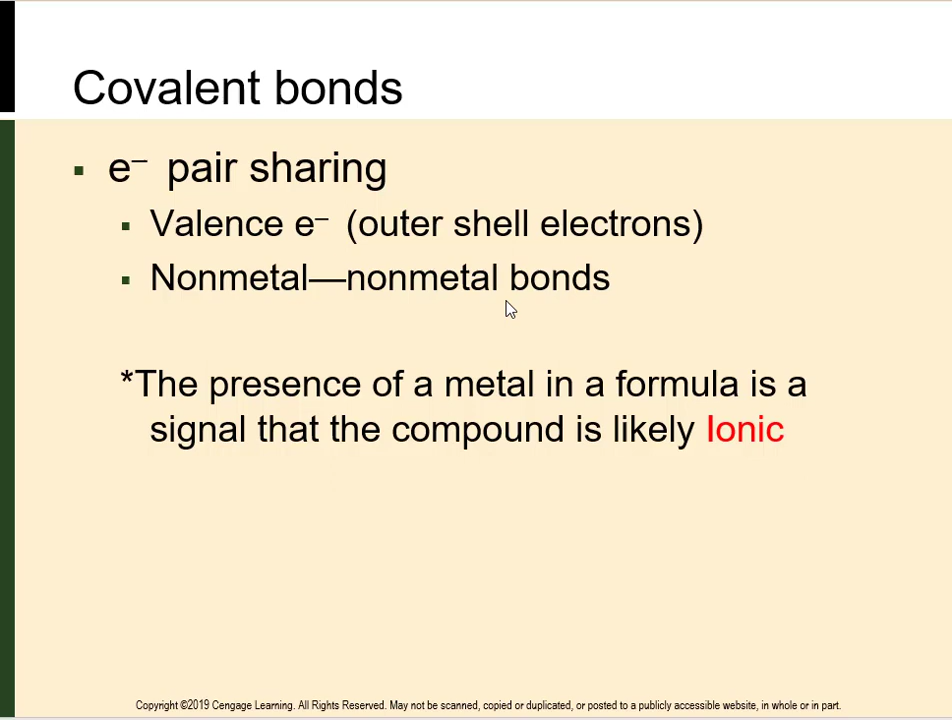 Covalent bonds
▪ e⁻ pair sharing
▪ Valence e⁻ (outer shell electrons)
▪ Nonmetal—nonmetal bonds
*The presence of a metal in a formula is a
signal that the compound is likely Ionic
Copyright ©2019 Cengage Learning. All Rights Reserved. May not be scanned, copied or duplicated, or posted to a publicly accessible website, in whole or in part.